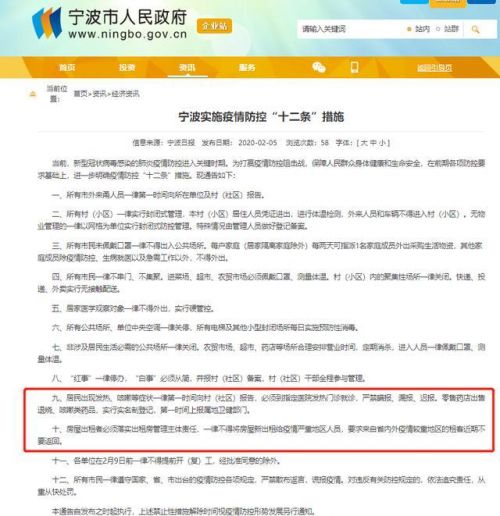 宁波市人民政府
www.ningbo.gov.cn
企业站
请输入关键词
站内
站群
首页
投资
资讯
服务
返回引导页
当前位置：
首页>资讯>经济资讯
宁波实施疫情防控“十二条”措施
信息来源：宁波日报 发布日期：2020-02-05 浏览次数：58 字体：[大 中 小]
当前，新型冠状病毒感染的肺炎疫情防控进入关键时期。为打赢疫情防控阻击战，保障人民群众身体健康和生命安全，在前期各项防控要
求基础上，进一步明确疫情防控“十二条”措施。现通告如下：
一、所有市外来甬人员一律第一时间向所在单位及村（社区）报告。
二、所有村（小区）一律实行封闭式管理，本村（小区）居住人员凭证进出、进行体温检测，外来人员和车辆不得进入村（小区）。无物
业管理的一律以网格为单位实行封闭式防控管理。特殊情况由管理人员做好登记备案。
三、所有市民未佩戴口罩一律不得出入公共场所。每户家庭（居家隔离家庭除外）每两天可指派1名家庭成员外出采购生活物资，其他家
庭成员除疫情防控、生病就医以及急需工作以外，不得外出。
四、所有市民一律不串门、不集聚。进菜场、超市、农贸市场必须佩戴口罩、测量体温。村（小区）内的聚集性场所一律关闭。快递、投
递、外卖实行无接触配送。
五、居家医学观察对象一律不得外出，实行硬管控。
六、所有公共场所、单位中央空调一律关停，所有电梯及其他小型封闭场所每日实施预防性消毒。
七、非涉及居民生活必需的公共场所一律关闭。农贸市场、超市、药店等场所合理安排营业时间，定期消杀，进入人员一律佩戴口罩、测
量体温。
八、“红事”一律停办，“白事”必须从简，并报村（社区）备案，村（社区）干部全程参与管理。
九、居民出现发热、咳嗽等症状一律第一时间向村（社区）报告，必须到指定医院发热门诊就诊，严禁瞒报、漏报、迟报。零售药店出售
退烧、咳嗽类药品，实行实名制登记，第一时间上报属地卫健部门。
十、房屋出租者必须落实出租房管理主体责任，一律不得将房屋新出租给疫情严重地区人员，要求来自省内外疫情较重地区的租客近期不
要返回。
十一、各单位在2月9日前一律不得提前开（复）工，经批准同意的除外。
十二、所有市民一律遵守国家、省、市出台的疫情防控各项规定，严禁散布谣言、谎报疫情。对违反有关防控规定的，依法追究责任，从
重从快处罚。
本通告自发布之时起执行，上述禁止性措施解除时间视疫情防控形势发展另行通知。